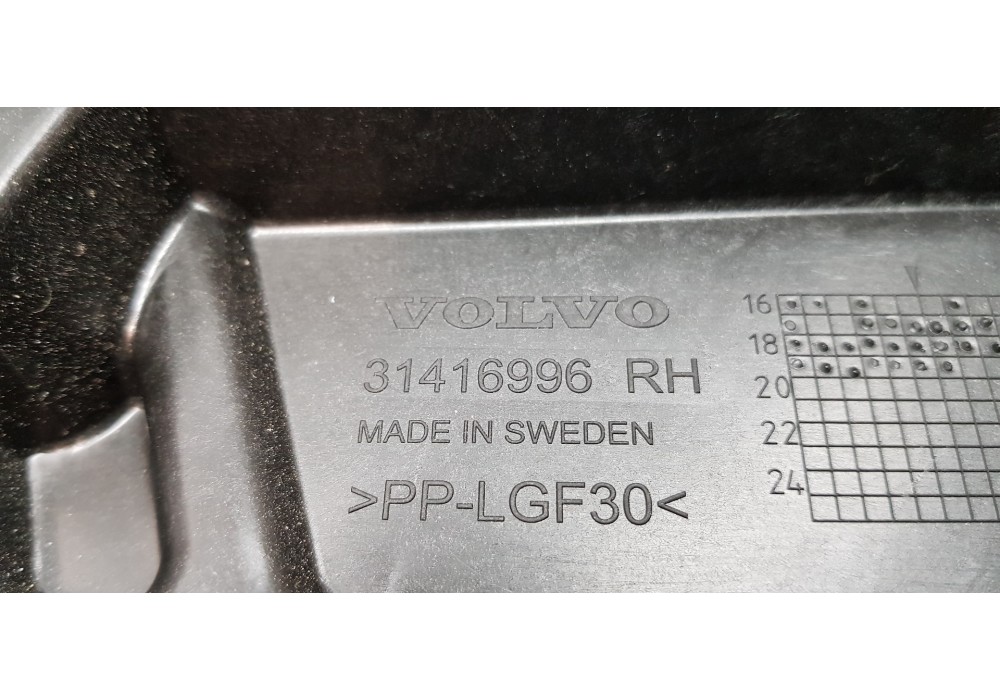 VOLVO
31416996 RH
MADE IN SWEDEN
>PP-LGF30<
16
18
20
22
24